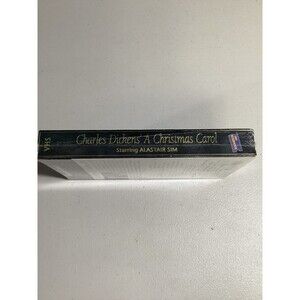 VHS
Charles Dickens' A Christmas Carol
Starring ALASTAIR SIM